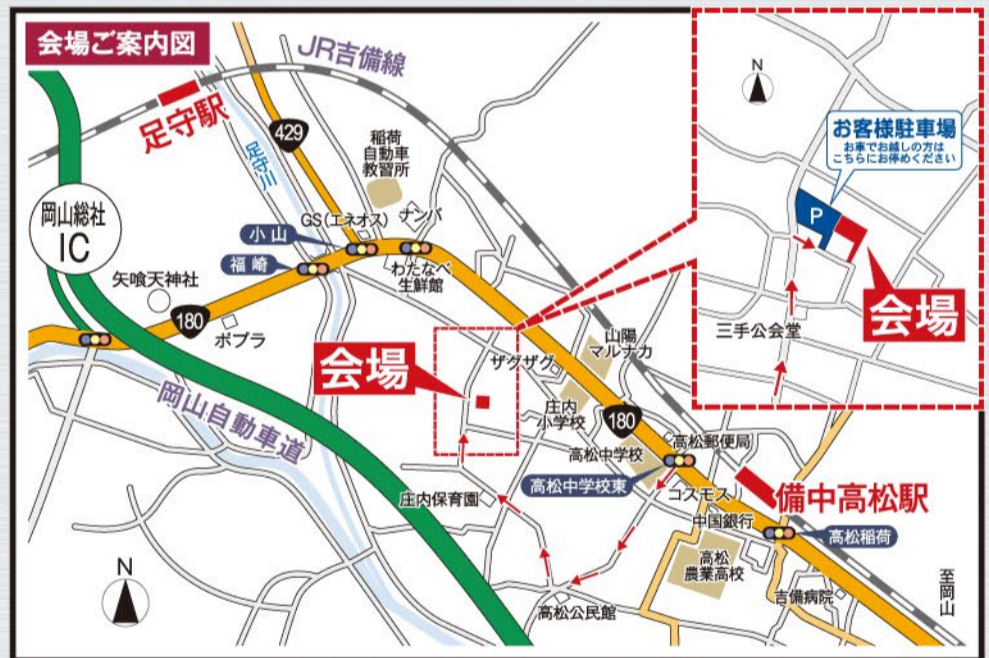 会場ご案内図
JR吉備線
足守駅
429
足守川
稲荷
自動車
教習所
GS(エネオス)
ナンバ
小山
福崎
わたなべ
生鮮館
岡山総社
IC
矢喰天神社
180
ポプラ
岡山自動車道
会場
ザグザグ
山陽
マルナカ
庄内
小学校
180
高松中学校
高松郵便局
高松中学校東
コスモス
備中高松駅
中国銀行
高松稲荷
庄内保育園
高松
農業高校
吉備病院
高松公民館
至岡山
N
N
お客様駐車場
お車でお越しの方は
こちらにお停めください
P
会場
三手公会堂